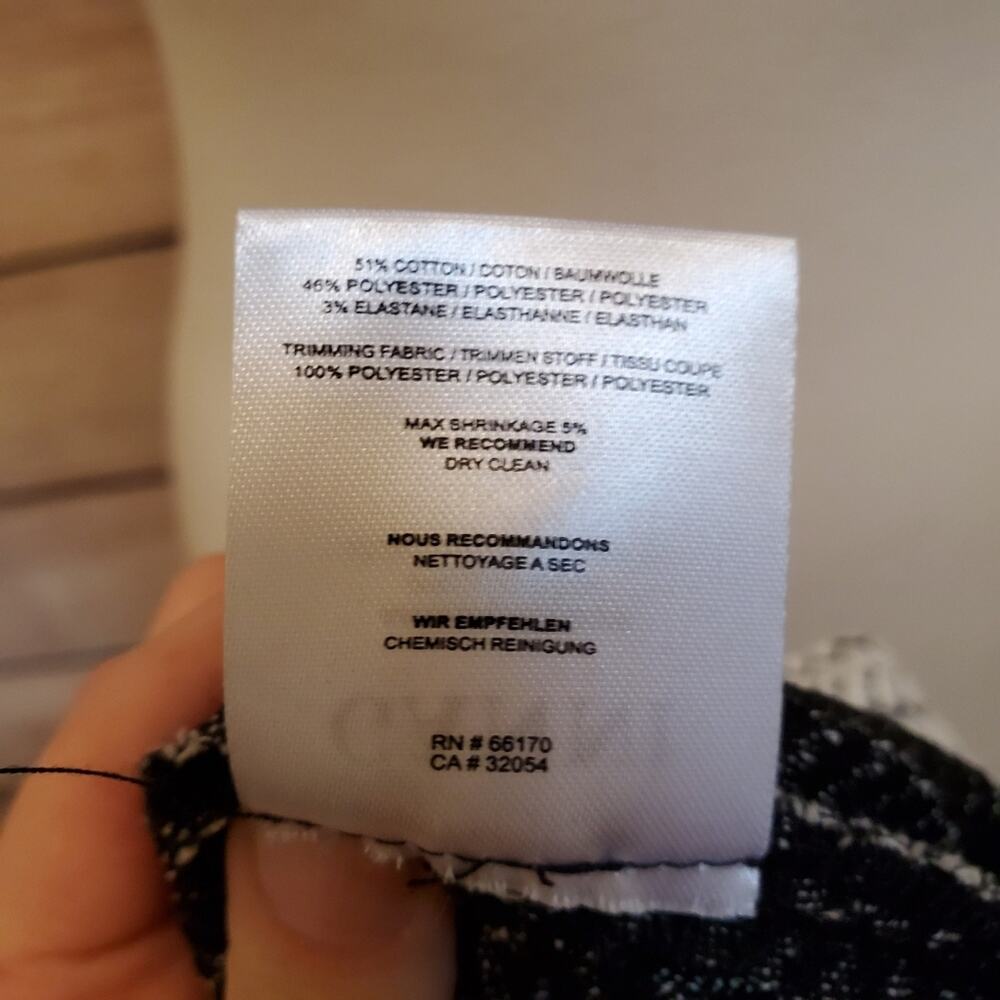 51% COTTON / COTON / BAUMWOLLE
46% POLYESTER / POLYESTER / POLYESTER
3% ELASTANE / ELASTHANNE / ELASTHAN
TRIMMING FABRIC / TRIMMEN STOFF / TISSU COUPE
100% POLYESTER / POLYESTER / POLYESTER
MAX SHRINKAGE 5%
WE RECOMMEND
DRY CLEAN
NOUS RECOMMANDONS
NETTOYAGE A SEC
WIR EMPFEHLEN
CHEMISCH REINIGUNG
RN # 66170
CA # 32054